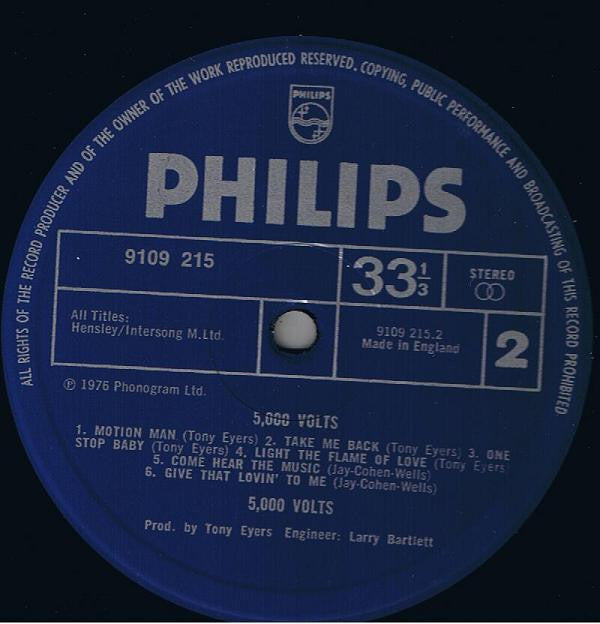 ALL RIGHTS OF THE RECORD PRODUCER AND OF THE OWNER OF THE WORK REPRODUCED RESERVED. COPYING, PUBLIC PERFORMANCE AND BROADCASTING OF THIS RECORD PROHIBITED
PHILIPS
PHILIPS
9109 215
33 1/3
STEREO
All Titles:
Hensley/Intersong M.Ltd.
9109 215.2
Made in England
2
℗ 1976 Phonogram Ltd.
5,000 VOLTS
1. MOTION MAN (Tony Eyers) 2. TAKE ME BACK (Tony Eyers) 3. ONE
STOP BABY (Tony Eyers) 4. LIGHT THE FLAME OF LOVE (Tony Eyers)
5. COME HEAR THE MUSIC (Jay-Cohen-Wells)
6. GIVE THAT LOVIN' TO ME (Jay-Cohen-Wells)
5,000 VOLTS
Prod. by Tony Eyers Engineer: Larry Bartlett